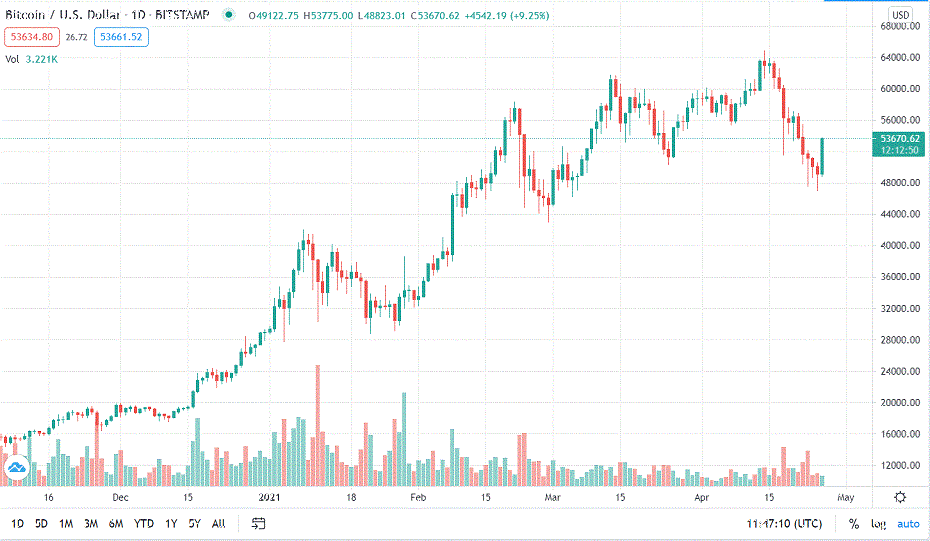 Bitcoin / U.S. Dollar · 1D · BITSTAMP O49122.75 H53775.00 L48823.01 C53670.62 +4542.19 (+9.25%)
USD
53634.80 26.72 53661.52
Vol 3.221K
68000.00
64000.00
60000.00
56000.00
53670.62
12:12:50
48000.00
44000.00
40000.00
36000.00
32000.00
28000.00
24000.00
20000.00
16000.00
12000.00
16 Dec 15 2021 18 Feb 15 Mar 15 Apr 15 May
1D 5D 1M 3M 6M YTD 1Y 5Y All 11:47:10 (UTC) % log auto